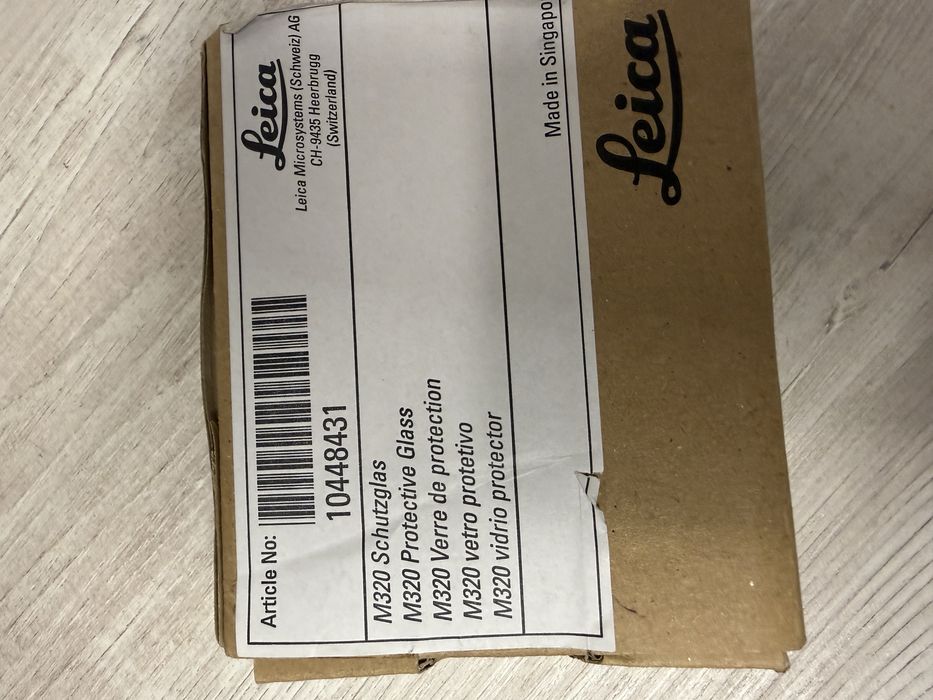 Article No:
10448431
Leica
Leica Microsystems (Schweiz) AG
CH-9435 Heerbrugg
(Switzerland)
M320 Schutzglas
M320 Protective Glass
M320 Verre de protection
M320 vetro protetivo
M320 vidrio protector
Made in Singapo
Leica